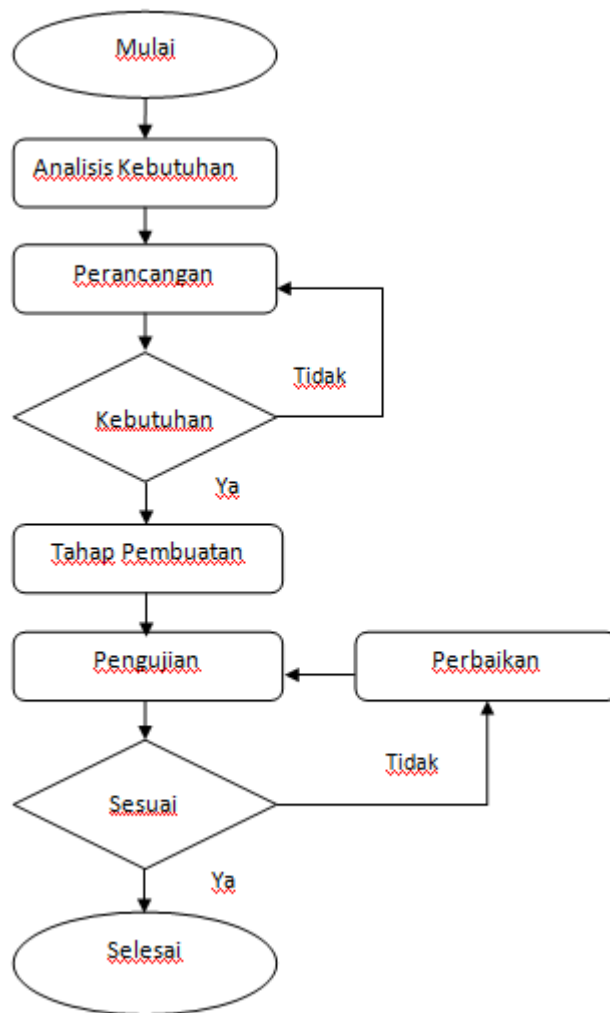 Mulai
Analisis Kebutuhan
Perancangan
Tidak
Kebutuhan
Ya
Tahap Pembuatan
Pengujian
Perbaikan
Tidak
Sesuai
Ya
Selesai